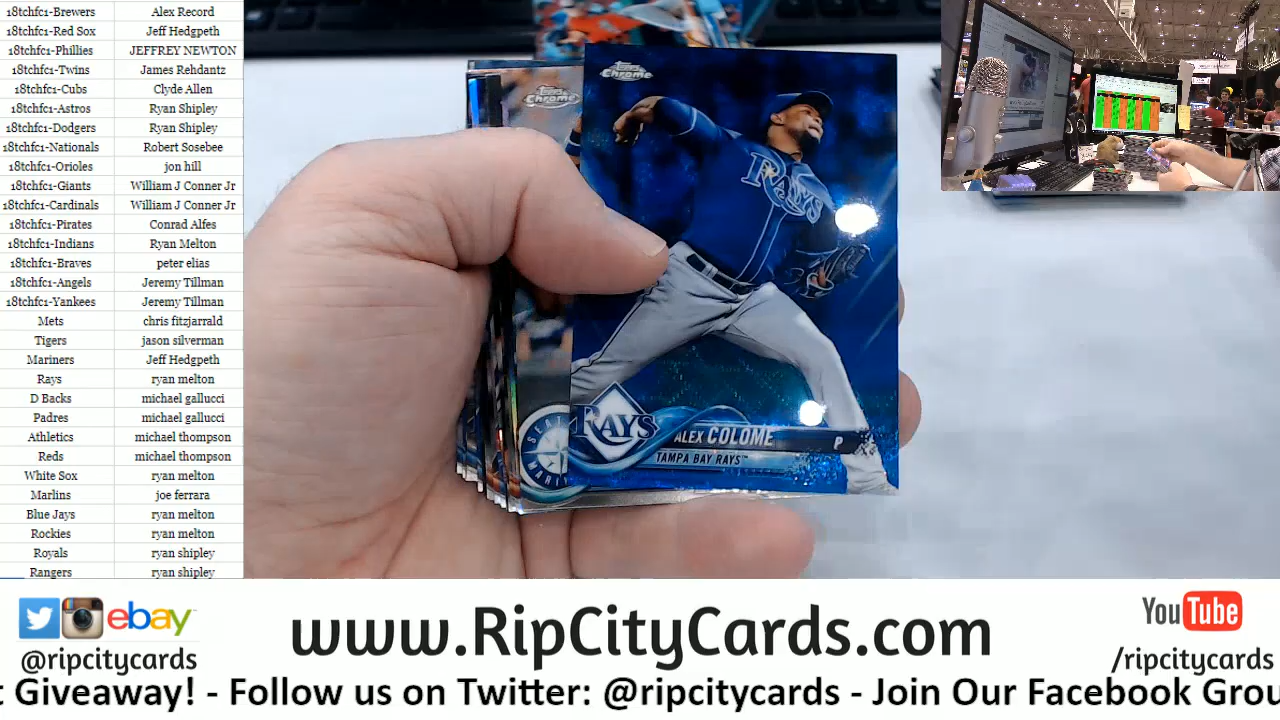 18tchfc1-Brewers Alex Record
18tchfc1-Red Sox Jeff Hedgpeth
18tchfc1-Phillies JEFFREY NEWTON
18tchfc1-Twins James Rehdantz
18tchfc1-Cubs Clyde Allen
18tchfc1-Astros Ryan Shipley
18tchfc1-Dodgers Ryan Shipley
18tchfc1-Nationals Robert Sosebee
18tchfc1-Orioles jon hill
18tchfc1-Giants William J Conner Jr
18tchfc1-Cardinals William J Conner Jr
18tchfc1-Pirates Conrad Alfes
18tchfc1-Indians Ryan Melton
18tchfc1-Braves peter elias
18tchfc1-Angels Jeremy Tillman
18tchfc1-Yankees Jeremy Tillman
Mets chris fitzjarrald
Tigers jason silverman
Mariners Jeff Hedgpeth
Rays ryan melton
D Backs michael gallucci
Padres michael gallucci
Athletics michael thompson
Reds michael thompson
White Sox ryan melton
Marlins joe ferrara
Blue Jays ryan melton
Rockies ryan melton
Royals ryan shipley
Rangers ryan shipley
Topps Chrome
Topps Chrome
RAYS
RAYS
ALEX COLOME P
TAMPA BAY RAYS™
SEAT
MARI
ebay
@ripcitycards
www.RipCityCards.com
YouTube
/ripcitycards
t Giveaway! - Follow us on Twitter: @ripcitycards - Join Our Facebook Grou